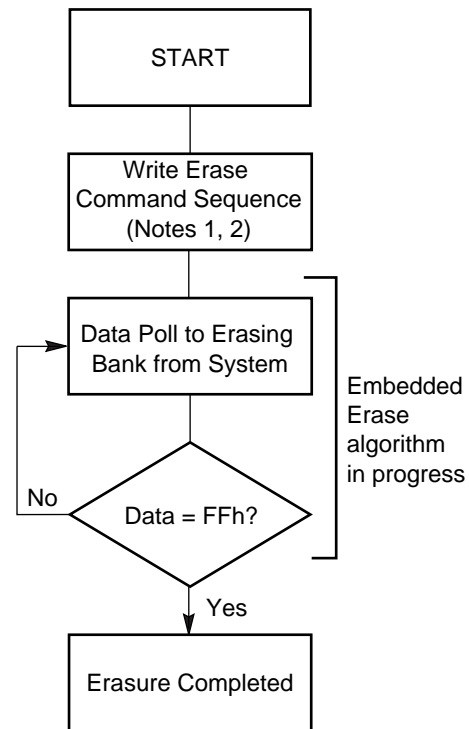 START
Write Erase
Command Sequence
(Notes 1, 2)
Data Poll to Erasing
Bank from System
Embedded
Erase
algorithm
in progress
No
Data = FFh?
Yes
Erasure Completed